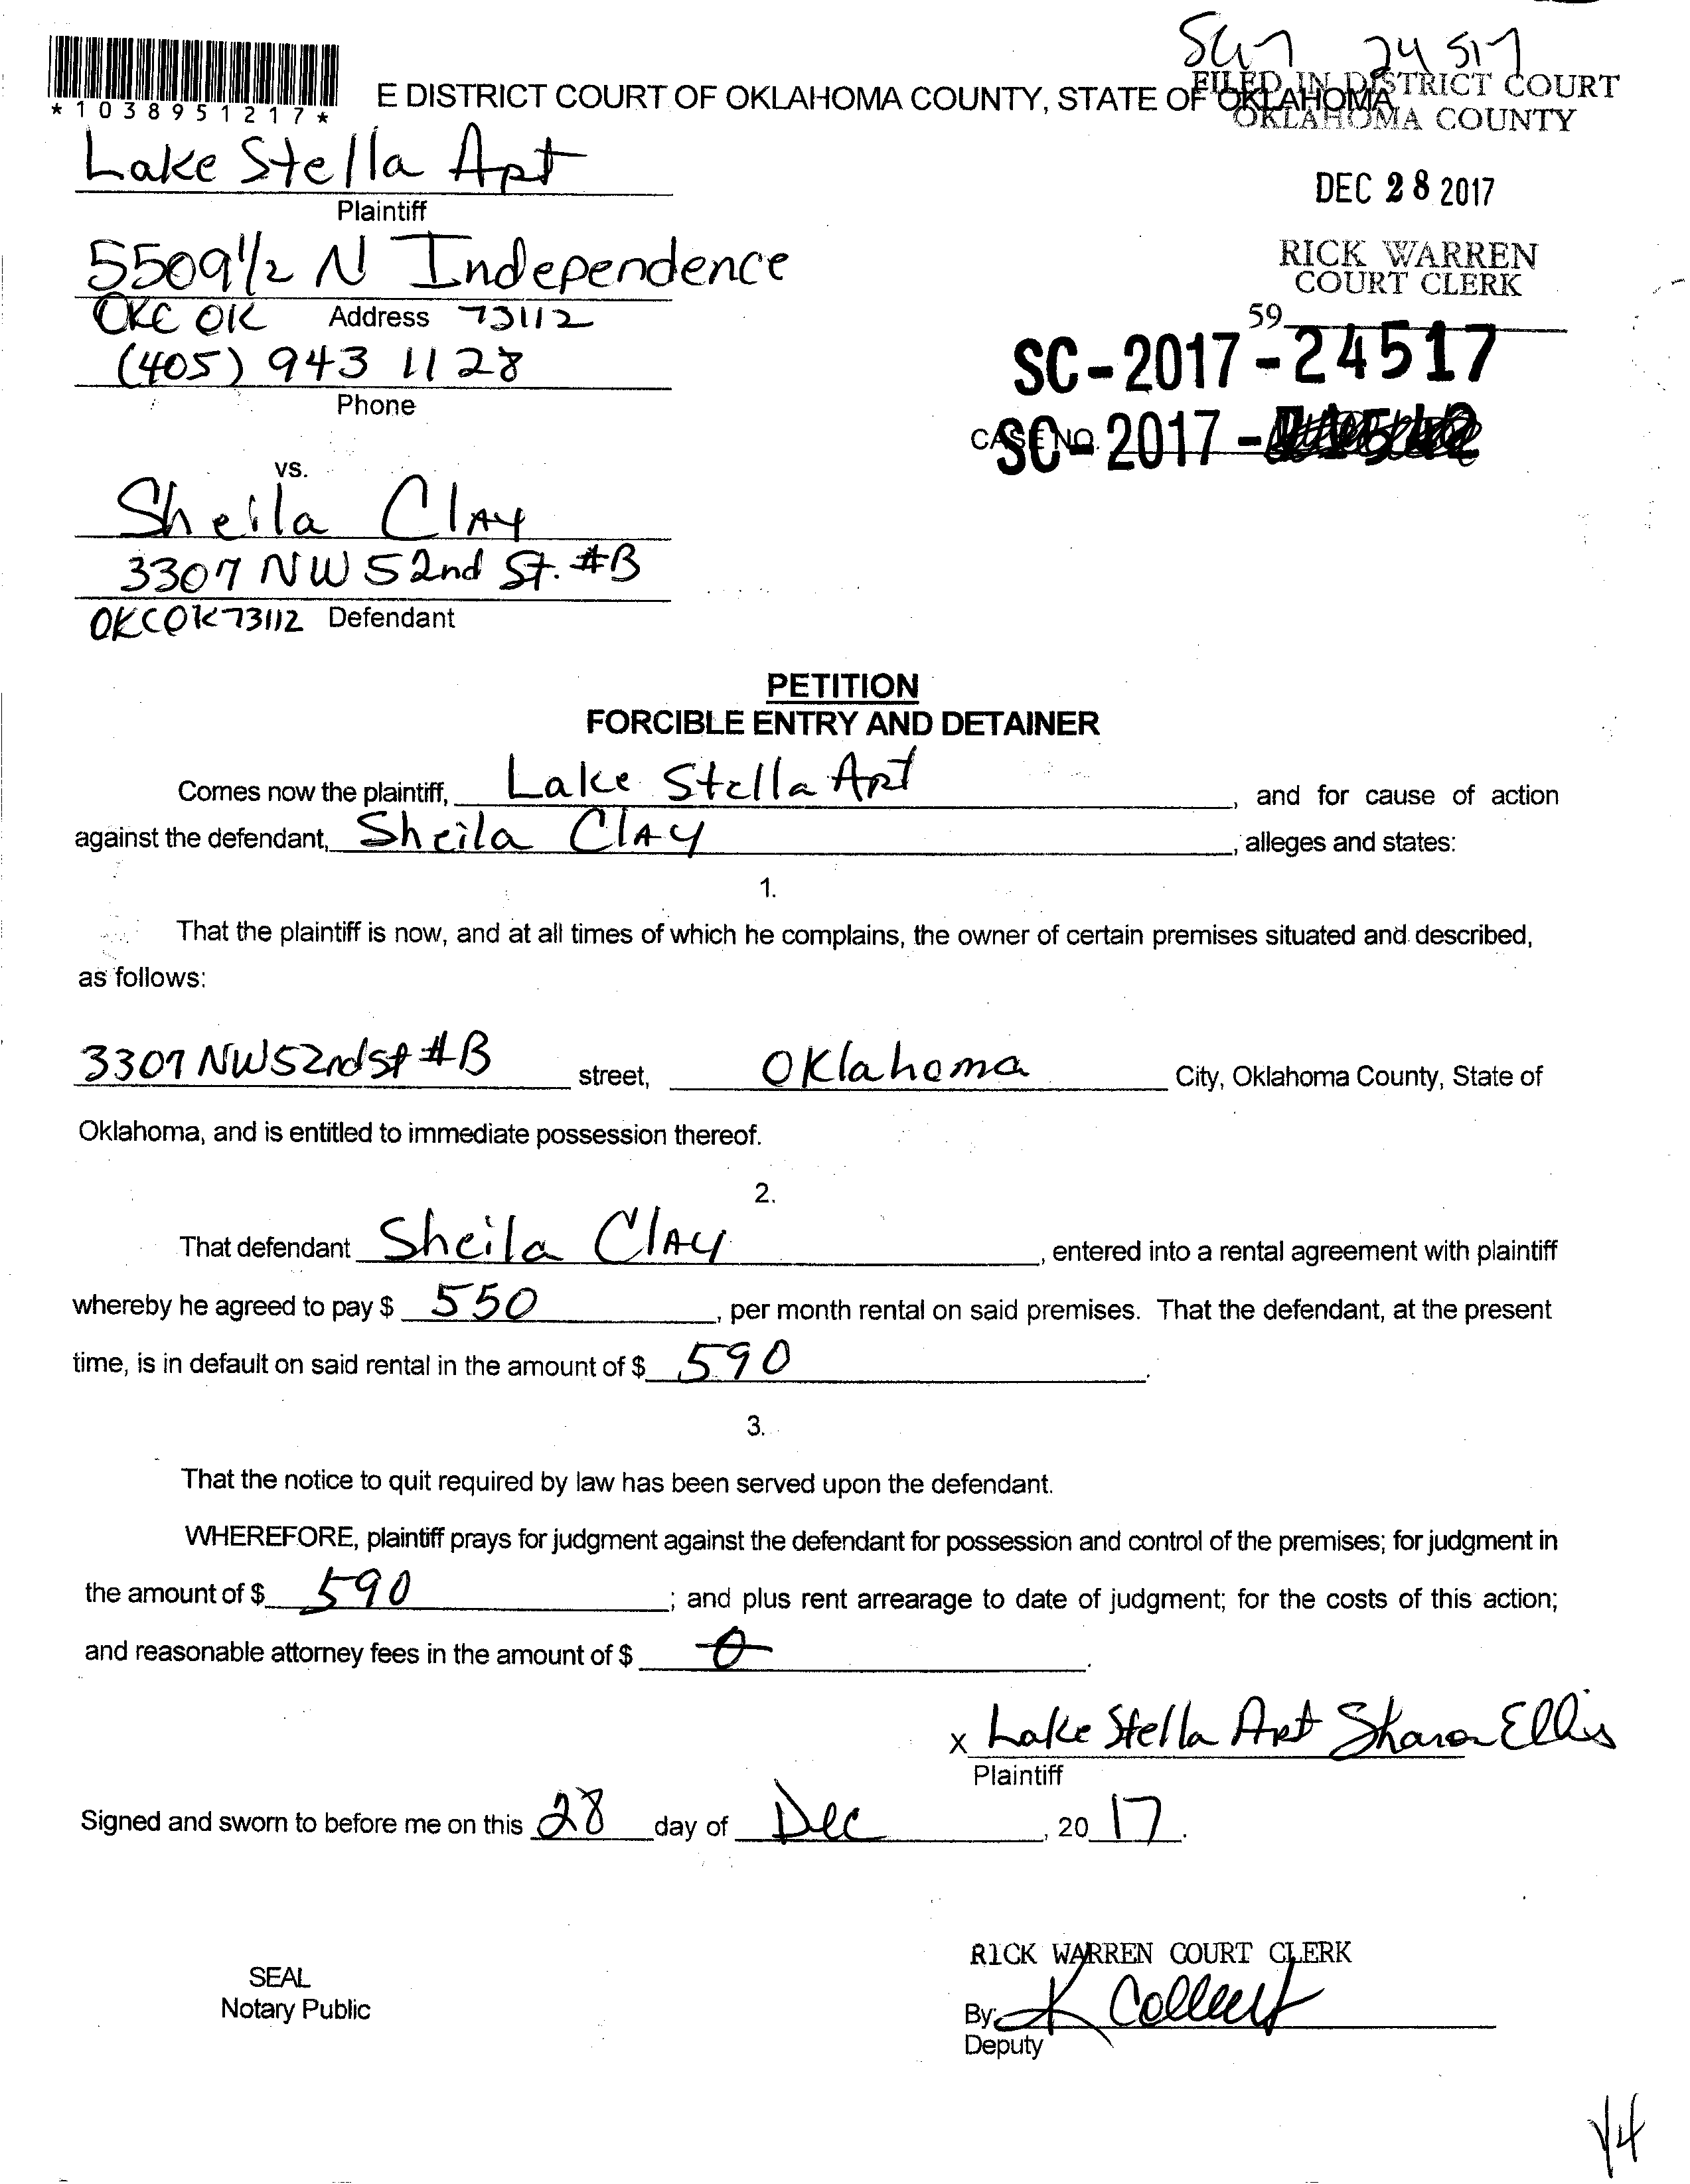 SC17 24517
*1038951217*
E DISTRICT COURT OF OKLAHOMA COUNTY, STATE OF OKLAHOMA
FILED IN DISTRICT COURT
OKLAHOMA COUNTY
Lake Stella Apt
Plaintiff
DEC 28 2017
5509 1/2 N Independence
RICK WARREN
COURT CLERK
OKC OK Address 73112
59
(405) 943 1128
Phone
SC-2017-24517
CASE NO.
SC-2017-
vs.
Sheila Clay
3307 NW 52nd St. #B
OKC OK 73112 Defendant
PETITION
FORCIBLE ENTRY AND DETAINER
Comes now the plaintiff, Lake Stella Apt, and for cause of action
against the defendant, Sheila Clay, alleges and states:
1.
That the plaintiff is now, and at all times of which he complains, the owner of certain premises situated and described,
as follows:
3307 NW 52nd St #B street, Oklahoma City, Oklahoma County, State of
Oklahoma, and is entitled to immediate possession thereof.
2.
That defendant Sheila Clay, entered into a rental agreement with plaintiff
whereby he agreed to pay $ 550, per month rental on said premises. That the defendant, at the present
time, is in default on said rental in the amount of $ 590.
3.
That the notice to quit required by law has been served upon the defendant.
WHEREFORE, plaintiff prays for judgment against the defendant for possession and control of the premises; for judgment in
the amount of $ 590; and plus rent arrearage to date of judgment; for the costs of this action;
and reasonable attorney fees in the amount of $ 0.
x Lake Stella Apt Sharon Ellis
Plaintiff
Signed and sworn to before me on this 28 day of Dec, 2017.
RICK WARREN COURT CLERK
SEAL
Notary Public
By: K
Deputy